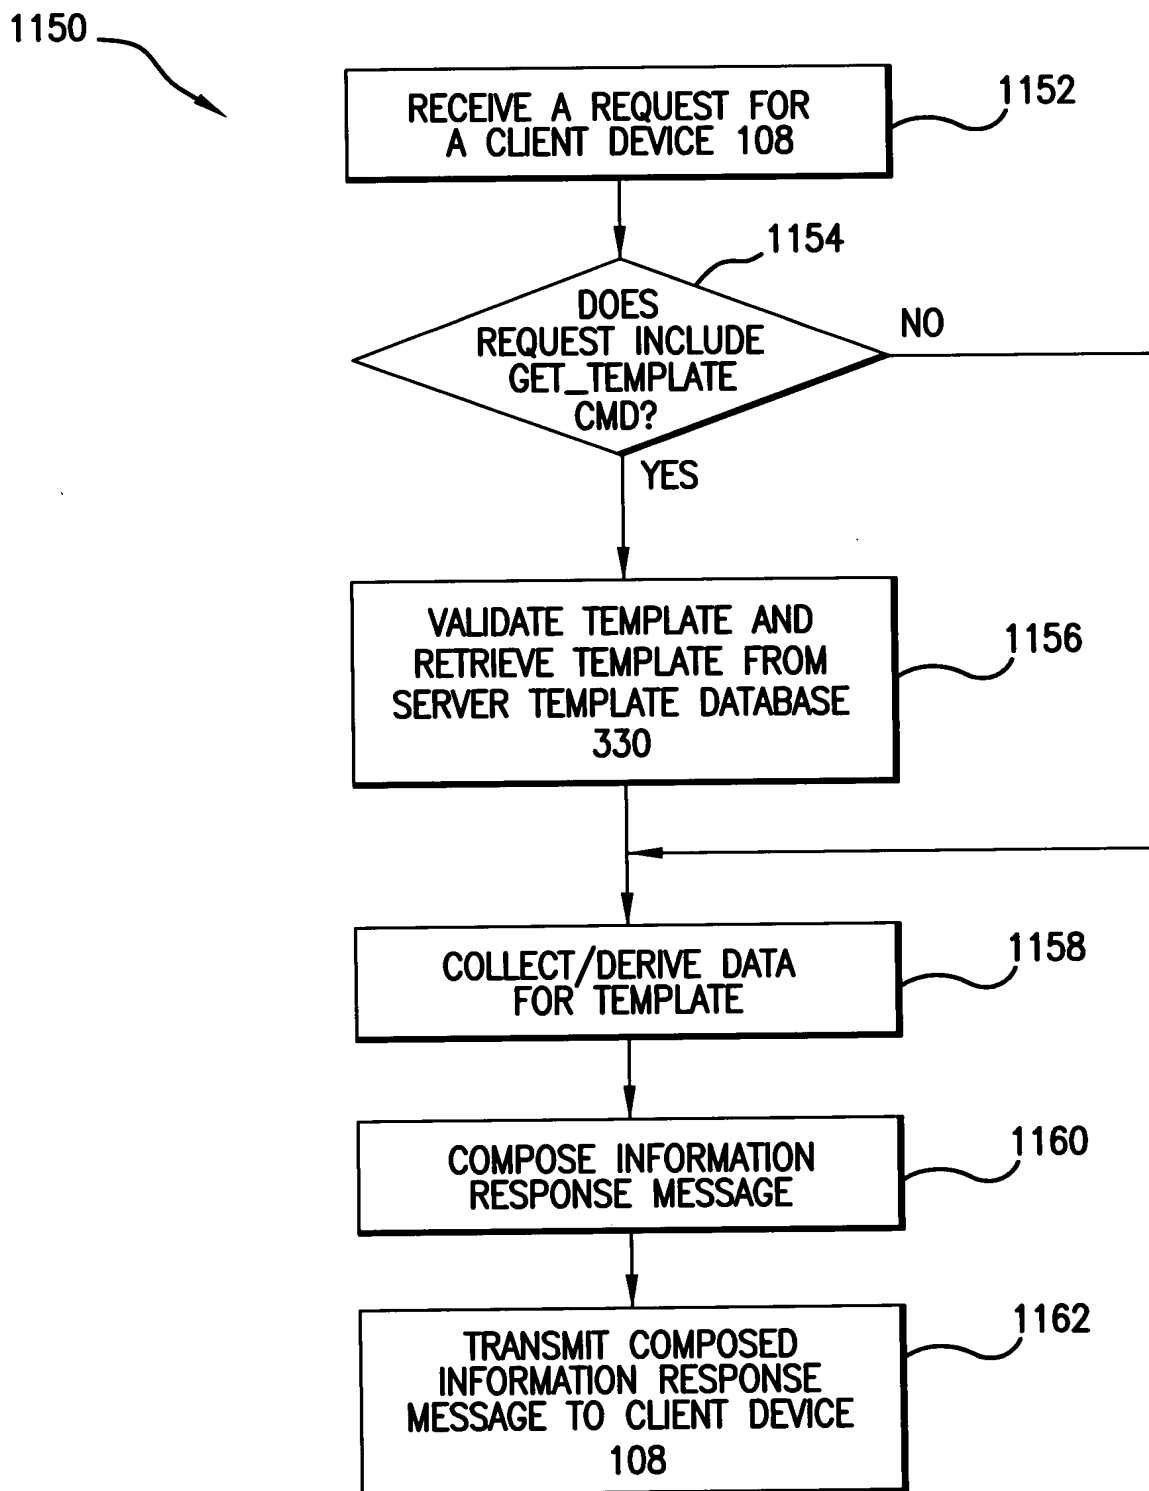 1150
RECEIVE A REQUEST FOR
A CLIENT DEVICE 108
1152
1154
DOES
REQUEST INCLUDE
GET_TEMPLATE
CMD?
NO
YES
VALIDATE TEMPLATE AND
RETRIEVE TEMPLATE FROM
SERVER TEMPLATE DATABASE
330
1156
COLLECT/DERIVE DATA
FOR TEMPLATE
1158
COMPOSE INFORMATION
RESPONSE MESSAGE
1160
TRANSMIT COMPOSED
INFORMATION RESPONSE
MESSAGE TO CLIENT DEVICE
108
1162